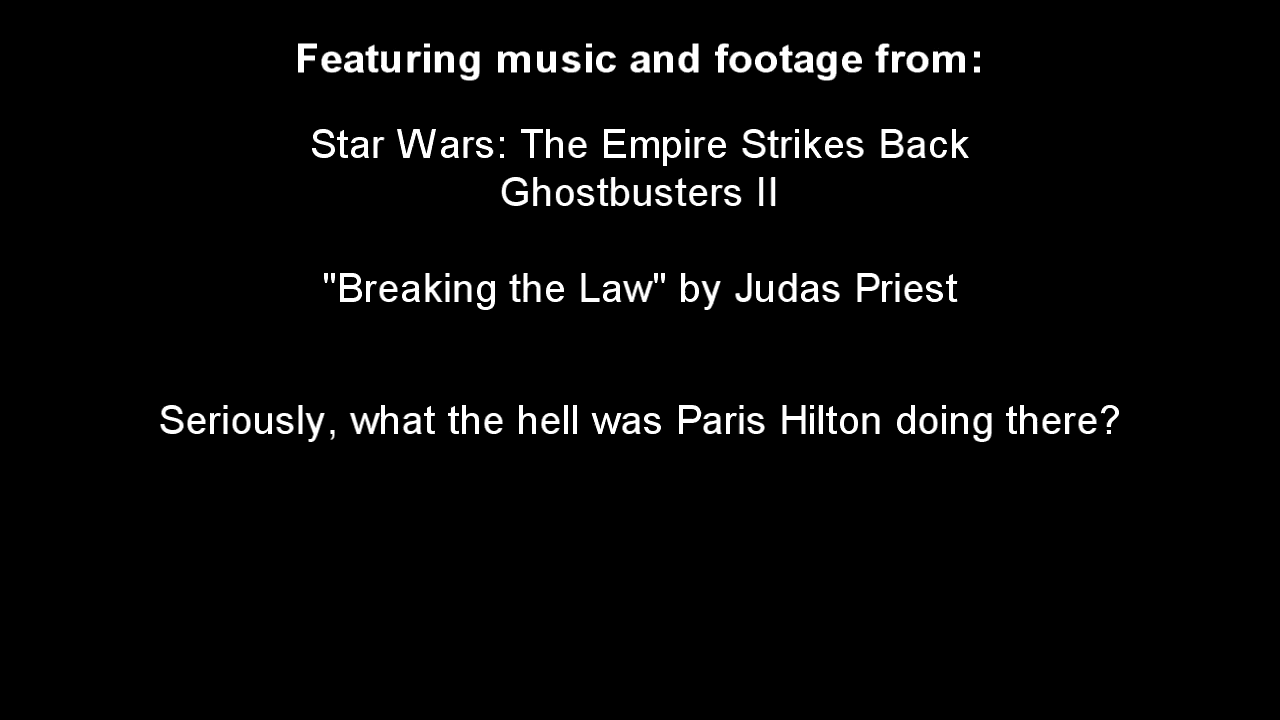 Featuring music and footage from:
Star Wars: The Empire Strikes Back
Ghostbusters II
"Breaking the Law" by Judas Priest
Seriously, what the hell was Paris Hilton doing there?